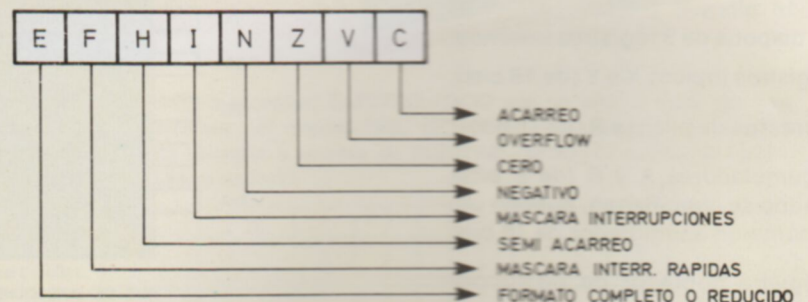 E F H I N Z V C
ACARREO
OVERFLOW
CERO
NEGATIVO
MASCARA INTERRUPCIONES
SEMI ACARREO
MASCARA INTERR. RAPIDAS
FORMATO COMPLETO O REDUCIDO